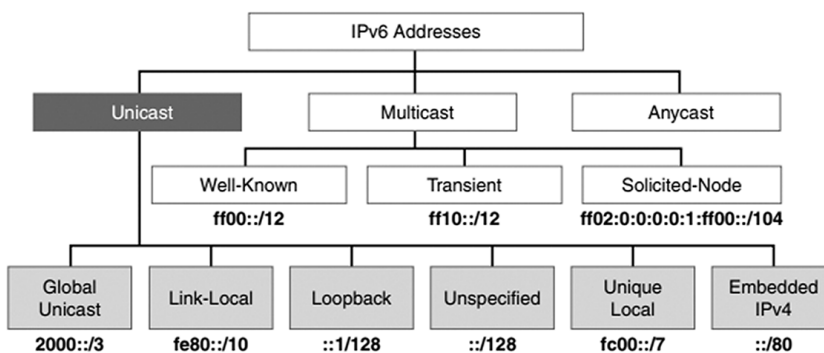 IPv6 Addresses
Unicast
Multicast
Anycast
Well-Known
Transient
Solicited-Node
ff00::/12
ff10::/12
ff02:0:0:0:0:1:ff00::/104
Global
Unicast
Link-Local
Loopback
Unspecified
Unique
Local
Embedded
IPv4
2000::/3
fe80::/10
::1/128
::/128
fc00::/7
::/80